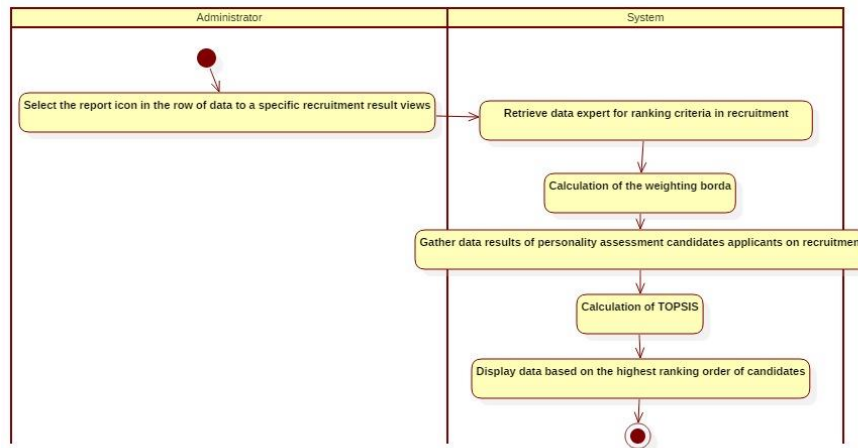 Administrator
System
Select the report icon in the row of data to a specific recruitment result views
Retrieve data expert for ranking criteria in recruitment
Calculation of the weighting borda
Gather data results of personality assessment candidates applicants on recruitment
Calculation of TOPSIS
Display data based on the highest ranking order of candidates